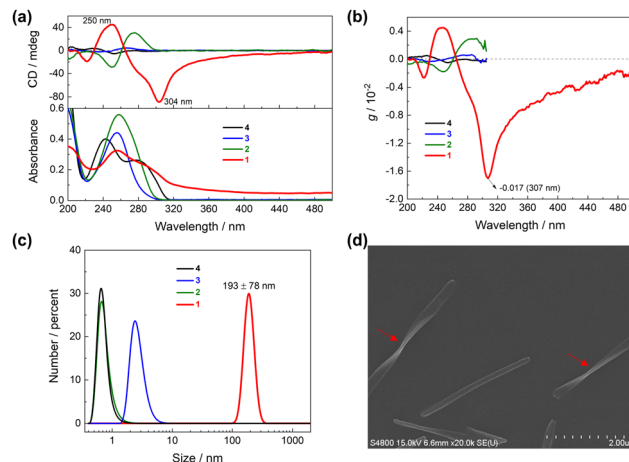 (a)
250 nm
40
0
-40
-80
CD / mdeg
304 nm
0.6
0.4
0.2
0.0
Absorbance
4
3
2
1
200 240 280 320 360 400 440 480
Wavelength / nm
(b)
0.4
0.0
-0.4
-0.8
-1.2
-1.6
-2.0
g / 10-2
4
3
2
1
-0.017 (307 nm)
200 240 280 320 360 400 440 480
Wavelength / nm
(c)
40
30
20
10
0
Number / percent
4
3
2
1
193 ± 78 nm
1 10 100 1000
Size / nm
(d)
S4800 15.0kV 6.6mm x20.0k SE(U)
2.00u